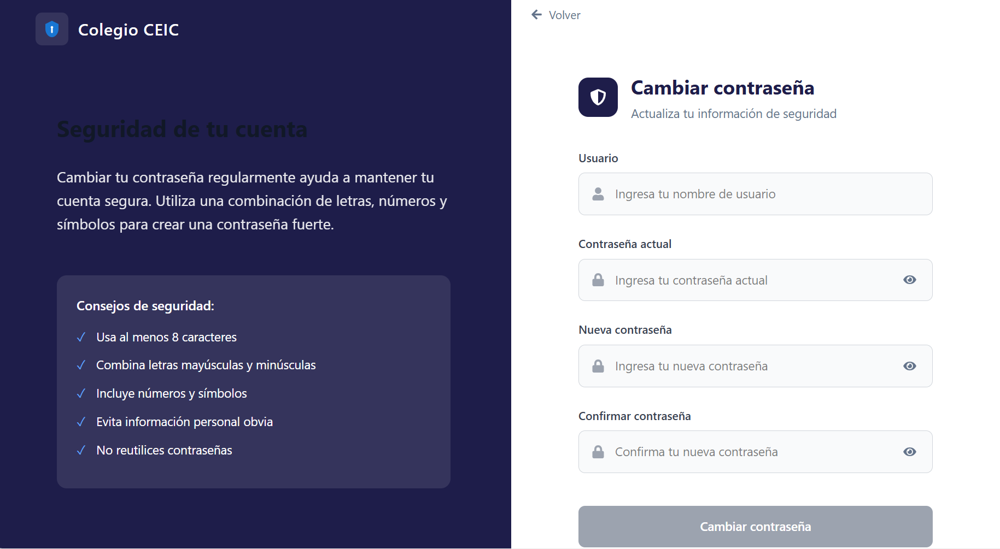 Colegio CEIC
Seguridad de tu cuenta
Cambiar tu contraseña regularmente ayuda a mantener tu
cuenta segura. Utiliza una combinación de letras, números y
símbolos para crear una contraseña fuerte.
Consejos de seguridad:
✓ Usa al menos 8 caracteres
✓ Combina letras mayúsculas y minúsculas
✓ Incluye números y símbolos
✓ Evita información personal obvia
✓ No reutilices contraseñas
← Volver
Cambiar contraseña
Actualiza tu información de seguridad
Usuario
Ingresa tu nombre de usuario
Contraseña actual
Ingresa tu contraseña actual
Nueva contraseña
Ingresa tu nueva contraseña
Confirmar contraseña
Confirma tu nueva contraseña
Cambiar contraseña